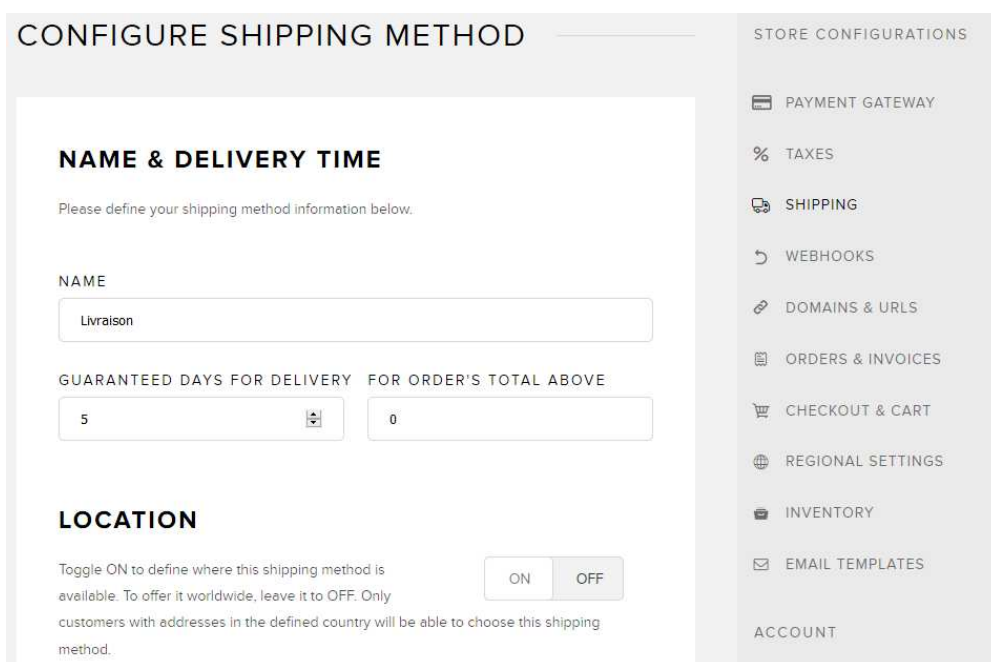 CONFIGURE SHIPPING METHOD
NAME & DELIVERY TIME
Please define your shipping method information below.
NAME
Livraison
GUARANTEED DAYS FOR DELIVERY
FOR ORDER'S TOTAL ABOVE
5
0
LOCATION
Toggle ON to define where this shipping method is
available. To offer it worldwide, leave it to OFF. Only
customers with addresses in the defined country will be able to choose this shipping
method.
ON
OFF
STORE CONFIGURATIONS
PAYMENT GATEWAY
% TAXES
SHIPPING
WEBHOOKS
DOMAINS & URLS
ORDERS & INVOICES
CHECKOUT & CART
REGIONAL SETTINGS
INVENTORY
EMAIL TEMPLATES
ACCOUNT